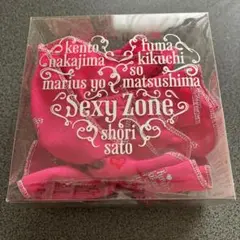 kento fuma
nakajima kikuchi
marius yo so
matsushima
Sexy Zone
shori
sato